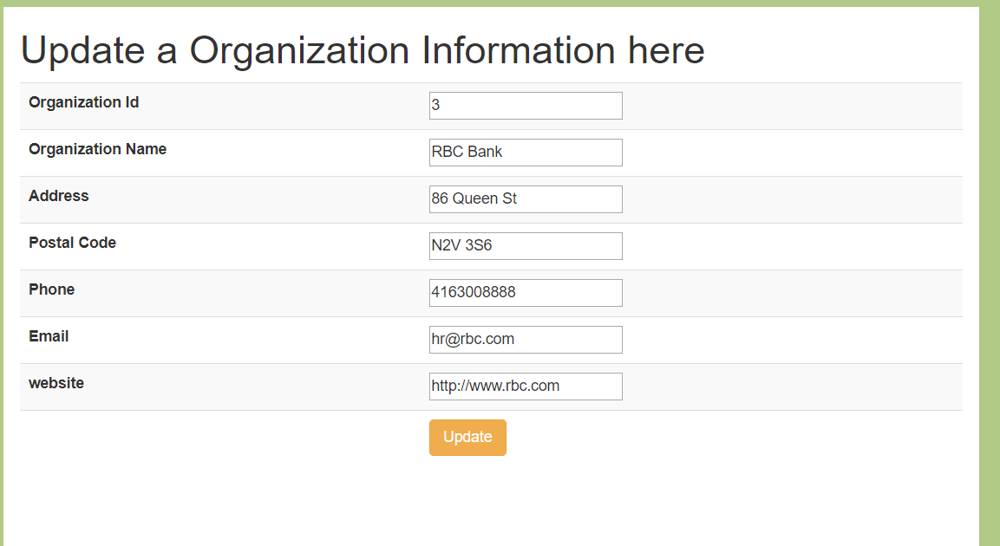 Update a Organization Information here
Organization Id 3
Organization Name RBC Bank
Address 86 Queen St
Postal Code N2V 3S6
Phone 4163008888
Email hr@rbc.com
website http://www.rbc.com
Update